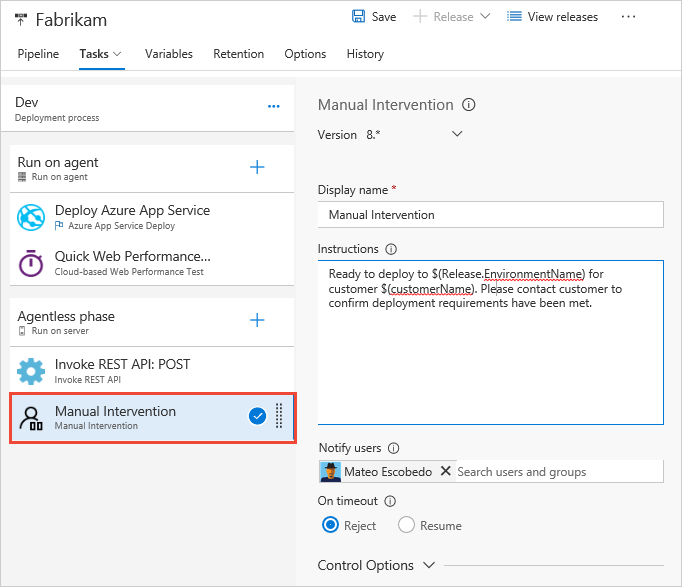 Fabrikam
Save
Release
View releases
...
Pipeline
Tasks
Variables
Retention
Options
History
Dev
Deployment process
...
Run on agent
Run on agent
Deploy Azure App Service
Azure App Service Deploy
Quick Web Performance...
Cloud-based Web Performance Test
Agentless phase
Run on server
Invoke REST API: POST
Invoke REST API
Manual Intervention
Manual Intervention
Manual Intervention
Version 8.*
Display name *
Manual Intervention
Instructions
Ready to deploy to $(Release.EnvironmentName) for
customer $(customerName). Please contact customer to
confirm deployment requirements have been met.
Notify users
Mateo Escobedo
Search users and groups
On timeout
Reject
Resume
Control Options